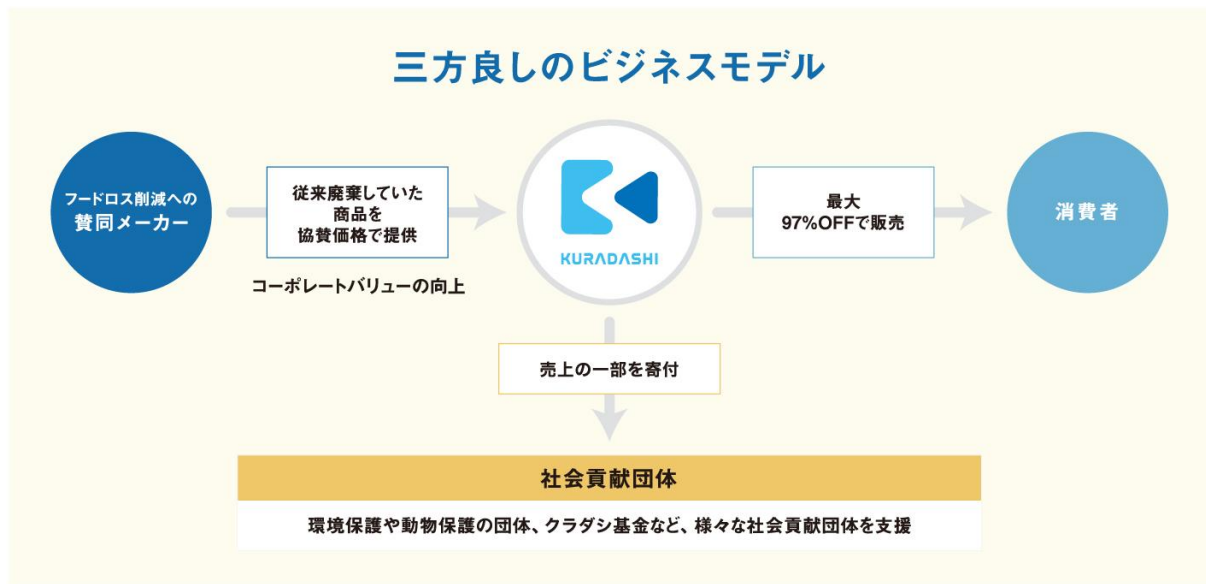 三方良しのビジネスモデル
フードロス削減への
賛同メーカー
従来廃棄していた
商品を
協賛価格で提供
コーポレートバリューの向上
KURADASHI
最大
97%OFFで販売
消費者
売上の一部を寄付
社会貢献団体
環境保護や動物保護の団体、クラダシ基金など、様々な社会貢献団体を支援